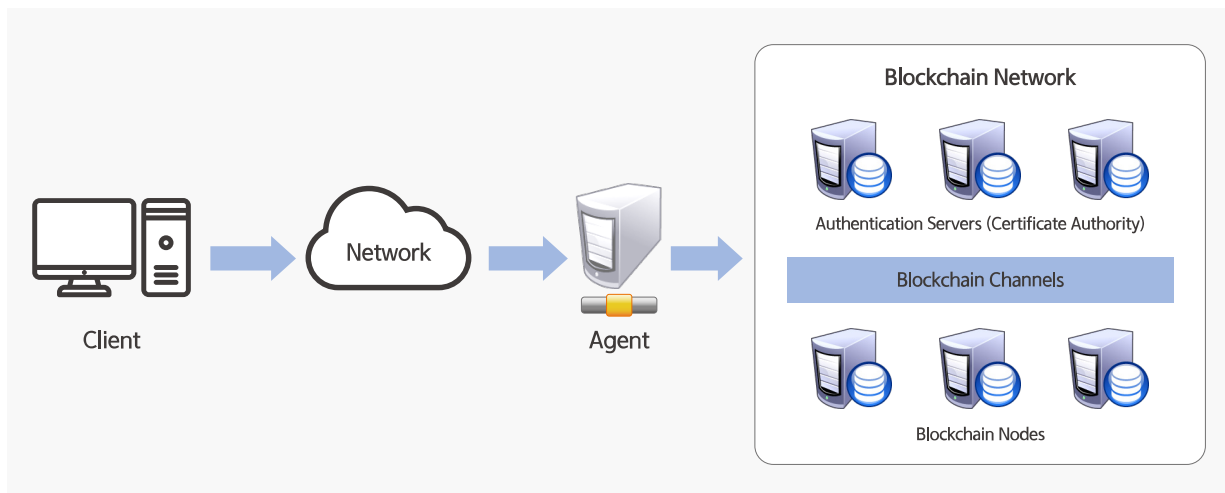 Blockchain Network
Authentication Servers (Certificate Authority)
Network
Blockchain Channels
Client
Agent
Blockchain Nodes